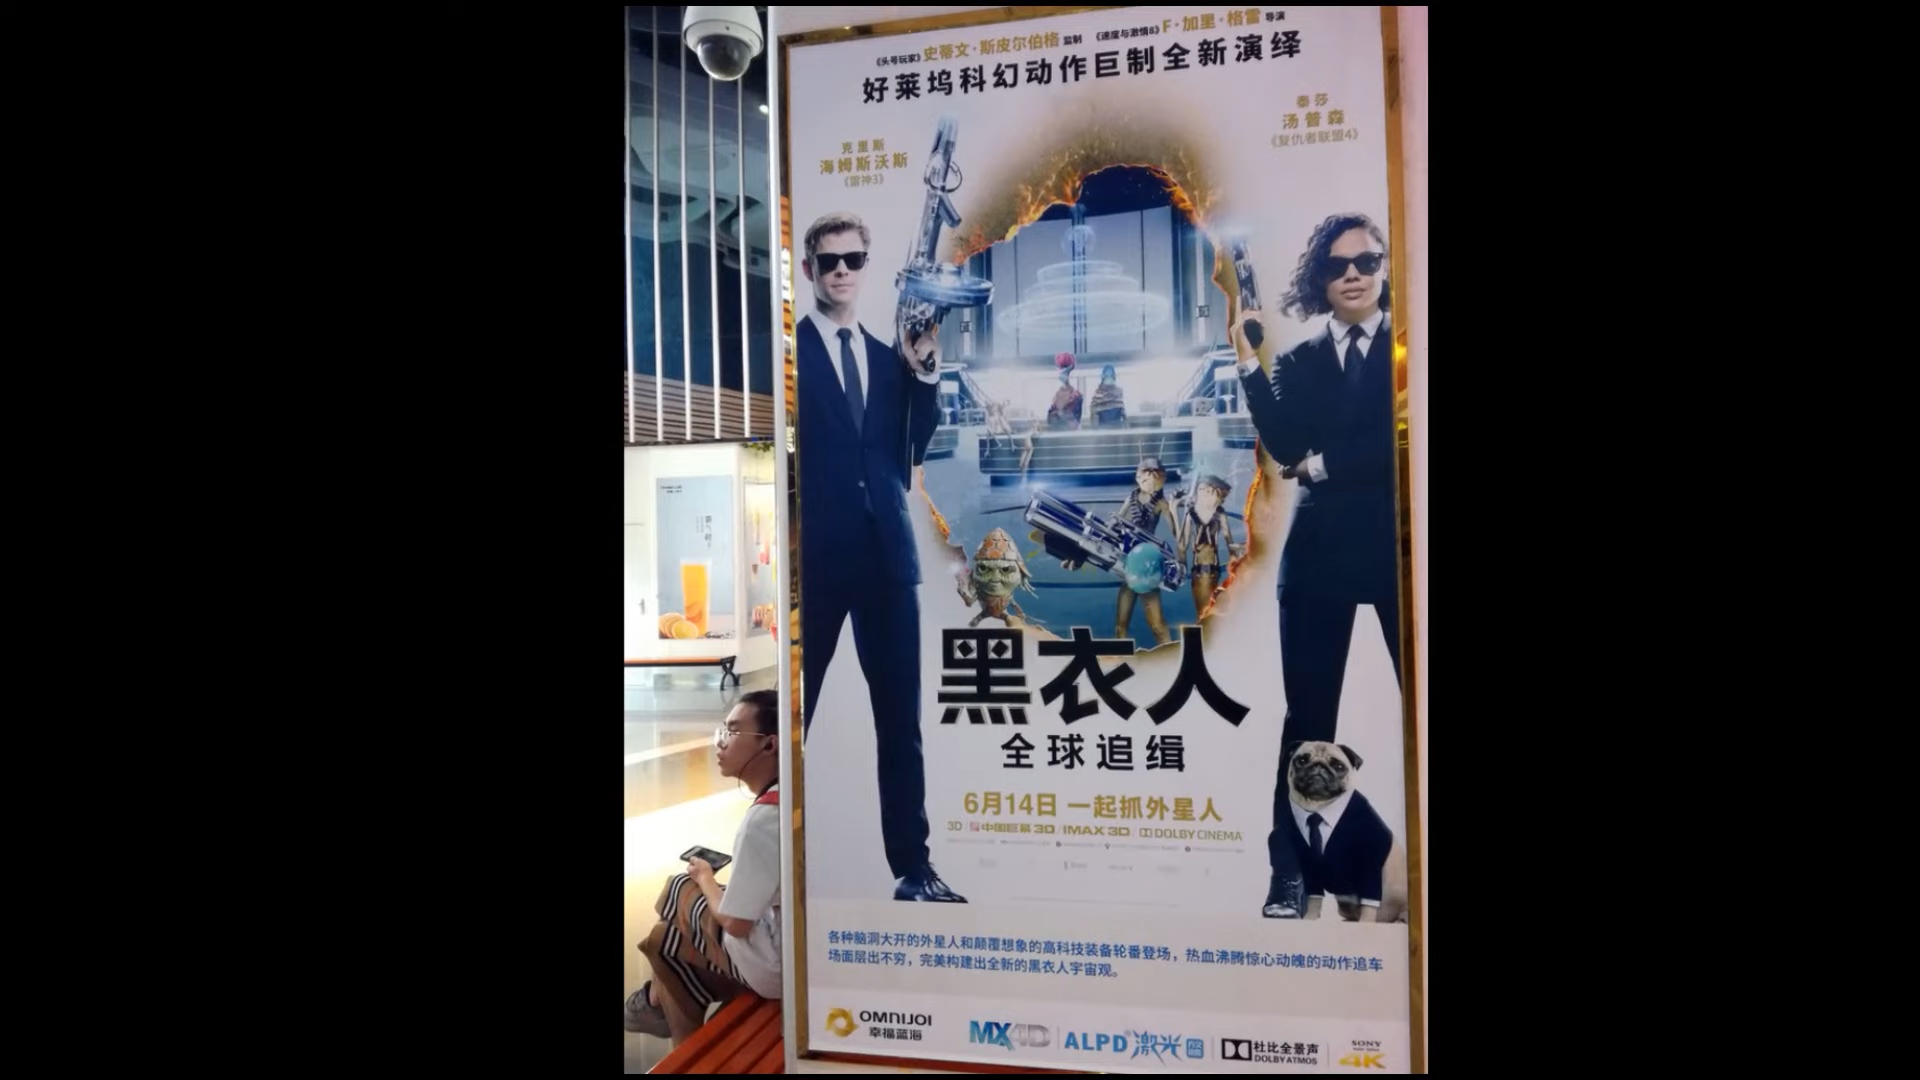 《头号玩家》史蒂文·斯皮尔伯格 监制 《速度与激情8》F·加里·格雷 导演
好莱坞科幻动作巨制全新演绎
克里斯
海姆斯沃斯
《雷神3》
泰莎
汤普森
《复仇者联盟4》
黑衣人
全球追缉
6月14日 一起抓外星人
3D 中国巨幕3D / IMAX 3D / DOLBY CINEMA
各种脑洞大开的外星人和颠覆想象的高科技装备轮番登场，热血沸腾惊心动魄的动作追车
场面层出不穷，完美构建出全新的黑衣人宇宙观。
OMNIJOI
幸福蓝海
MX4D
ALPD®激光
杜比全景声
DOLBY ATMOS
SONY
4K